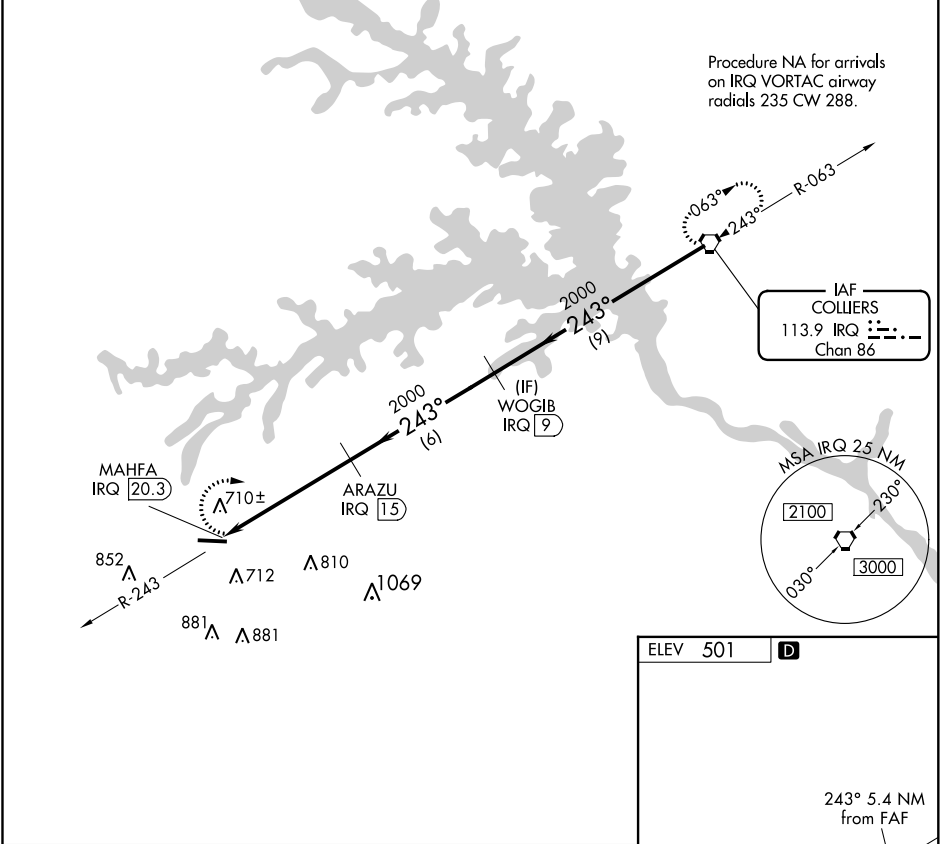 Procedure NA for arrivals
on IRQ VORTAC airway
radials 235 CW 288.
R-063
063°
243°
IAF
COLLIERS
113.9 IRQ
Chan 86
2000
243°
(9)
(IF)
WOGIB
IRQ 9
2000
243°
(6)
ARAZU
IRQ 15
MAHFA
IRQ 20.3
710±
852
712
810
1069
R-243
881
881
MSA IRQ 25 NM
2100
230°
030°
3000
ELEV 501 D
243° 5.4 NM
from FAF